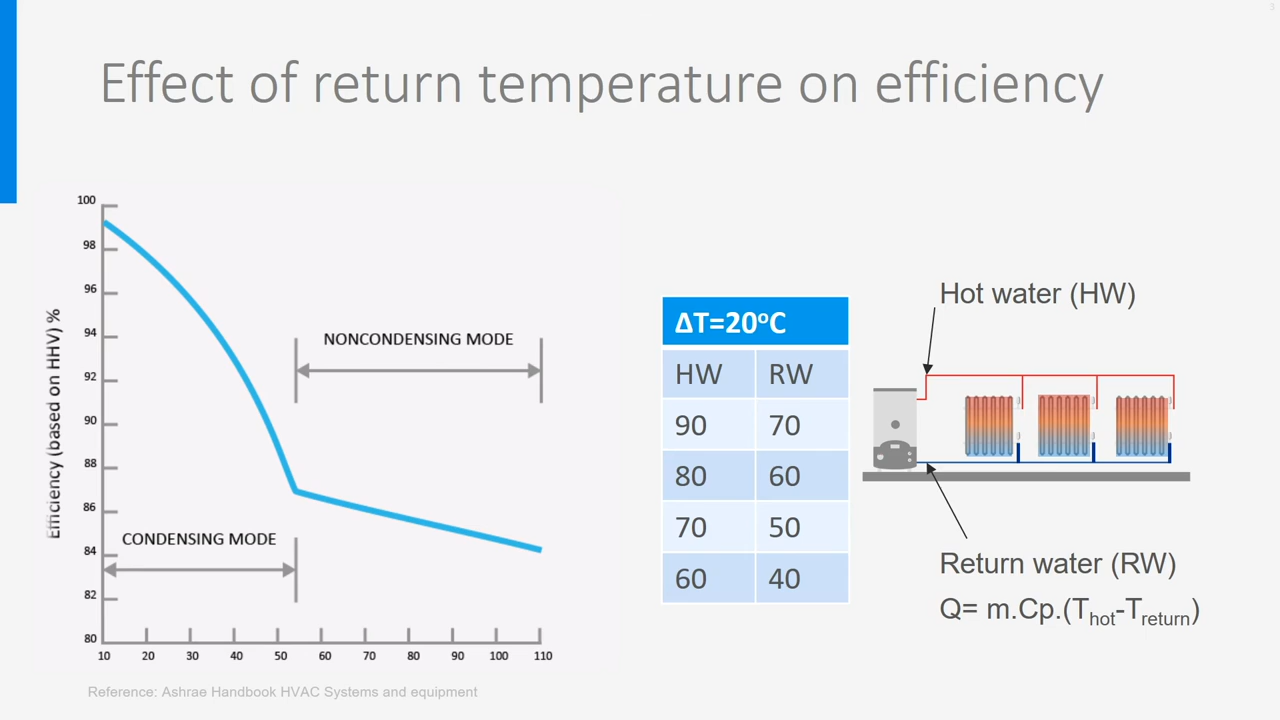 3
Effect of return temperature on efficiency
Efficiency (based on HHV) %
100
98
96
94
92
90
88
86
84
82
80
10 20 30 40 50 60 70 80 90 100 110
NONCONDENSING MODE
CONDENSING MODE
Reference: Ashrae Handbook HVAC Systems and equipment
ΔT=20ºC
HW RW
90 70
80 60
70 50
60 40
Hot water (HW)
Return water (RW)
Q= m.Cp.(Thot-Treturn)